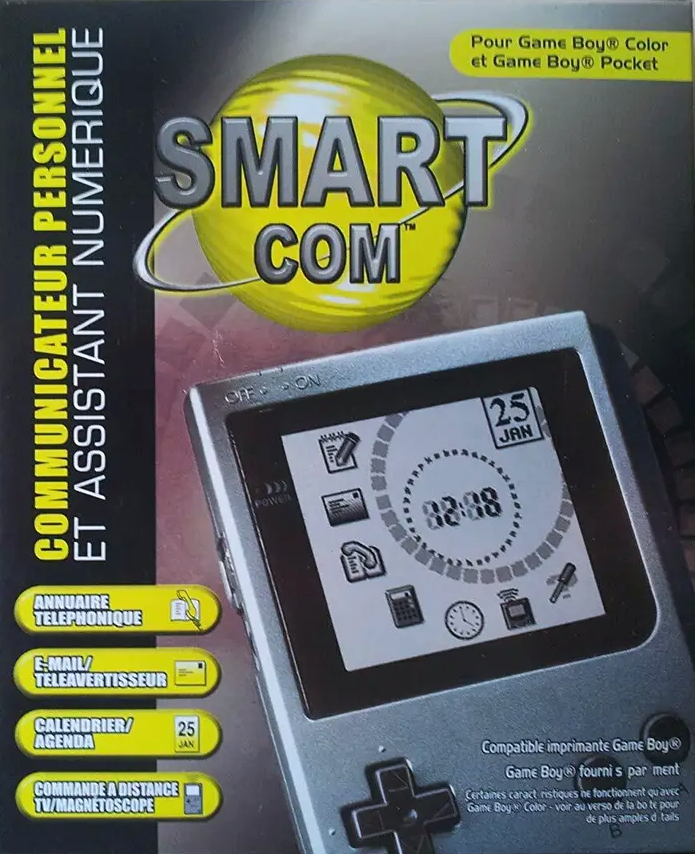 Pour Game Boy® Color
et Game Boy® Pocket
COMMUNICATEUR PERSONNEL
ET ASSISTANT NUMERIQUE
SMART
COM™
OFF ON
25
JAN
POWER
12:18
ANNUAIRE
TELEPHONIQUE
E-MAIL/
TELEAVERTISSEUR
CALENDRIER/
AGENDA
25
JAN
COMMANDE A DISTANCE
TV/MAGNÉTOSCOPE
Compatible imprimante Game Boy®
Game Boy® fourni s par ment
Certaines caract ristiques ne fonctionnent qu avec
Game Boy® Color - voir au verso de la bo te pour
de plus amples d tails
A
B